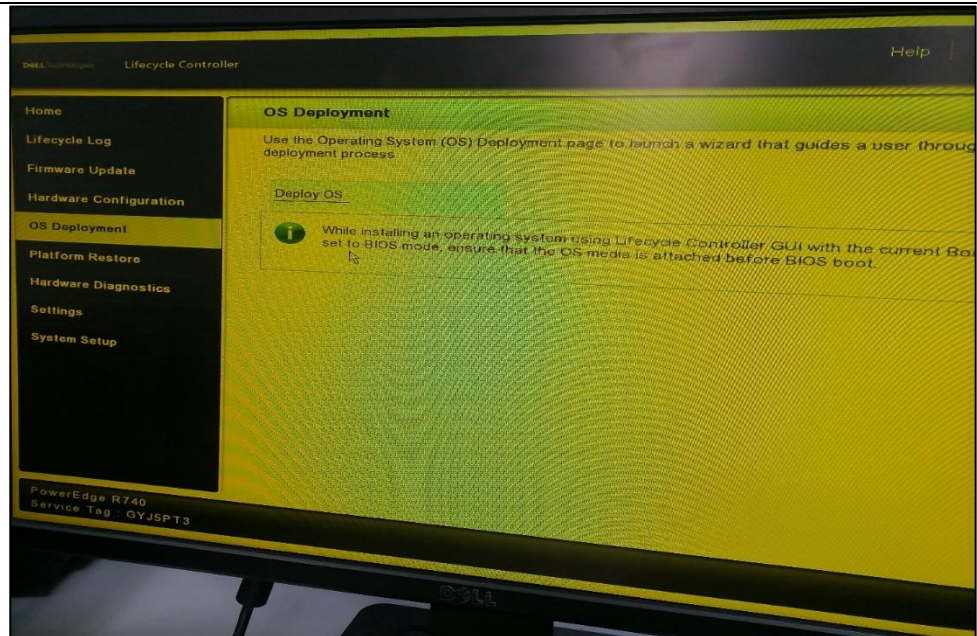 DELL Technologies
Lifecycle Controller
Help
Home
Lifecycle Log
Firmware Update
Hardware Configuration
OS Deployment
Platform Restore
Hardware Diagnostics
Settings
System Setup
OS Deployment
Use the Operating System (OS) Deployment page to launch a wizard that guides a user throug
deployment process
Deploy OS
i
While installing an operating system using Lifecycle Controller GUI with the current Bo
set to BIOS mode, ensure that the OS media is attached before BIOS boot.
PowerEdge R740
Service Tag : GYJ5PT3
DELL